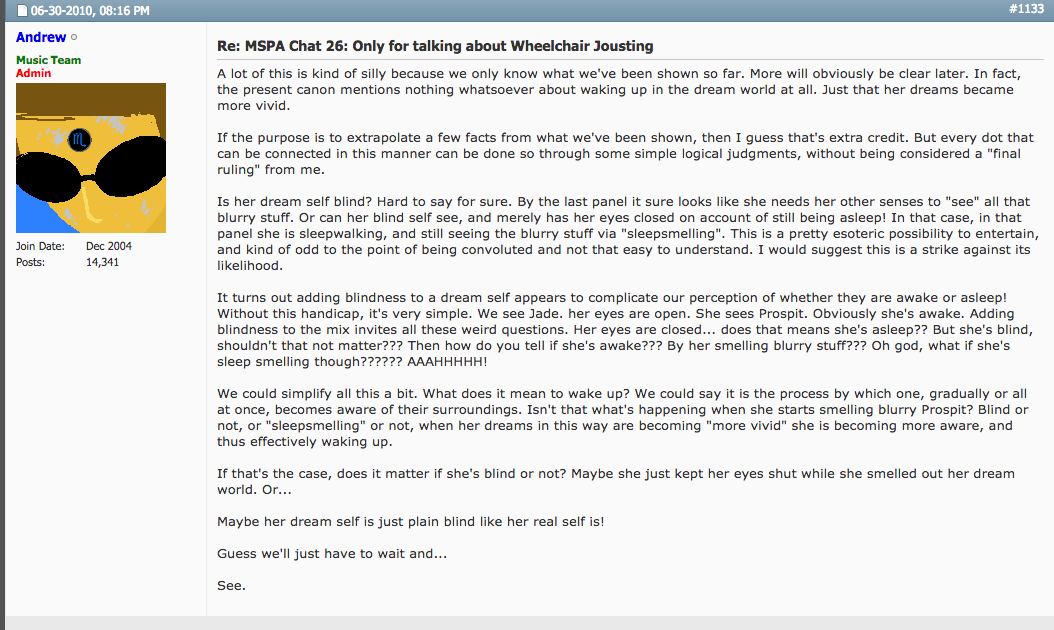 06-30-2010, 08:16 PM
#1133
Andrew
Music Team
Admin
♏
Join Date: Dec 2004
Posts: 14,341
Re: MSPA Chat 26: Only for talking about Wheelchair Jousting
A lot of this is kind of silly because we only know what we've been shown so far. More will obviously be clear later. In fact,
the present canon mentions nothing whatsoever about waking up in the dream world at all. Just that her dreams became
more vivid.
If the purpose is to extrapolate a few facts from what we've been shown, then I guess that's extra credit. But every dot that
can be connected in this manner can be done so through some simple logical judgments, without being considered a "final
ruling" from me.
Is her dream self blind? Hard to say for sure. By the last panel it sure looks like she needs her other senses to "see" all that
blurry stuff. Or can her blind self see, and merely has her eyes closed on account of still being asleep! In that case, in that
panel she is sleepwalking, and still seeing the blurry stuff via "sleepsmelling". This is a pretty esoteric possibility to entertain,
and kind of odd to the point of being convoluted and not that easy to understand. I would suggest this is a strike against its
likelihood.
It turns out adding blindness to a dream self appears to complicate our perception of whether they are awake or asleep!
Without this handicap, it's very simple. We see Jade. her eyes are open. She sees Prospit. Obviously she's awake. Adding
blindness to the mix invites all these weird questions. Her eyes are closed... does that means she's asleep?? But she's blind,
shouldn't that not matter??? Then how do you tell if she's awake??? By her smelling blurry stuff??? Oh god, what if she's
sleep smelling though?????? AAAHHHHH!
We could simplify all this a bit. What does it mean to wake up? We could say it is the process by which one, gradually or all
at once, becomes aware of their surroundings. Isn't that what's happening when she starts smelling blurry Prospit? Blind or
not, or "sleepsmelling" or not, when her dreams in this way are becoming "more vivid" she is becoming more aware, and
thus effectively waking up.
If that's the case, does it matter if she's blind or not? Maybe she just kept her eyes shut while she smelled out her dream
world. Or...
Maybe her dream self is just plain blind like her real self is!
Guess we'll just have to wait and...
See.